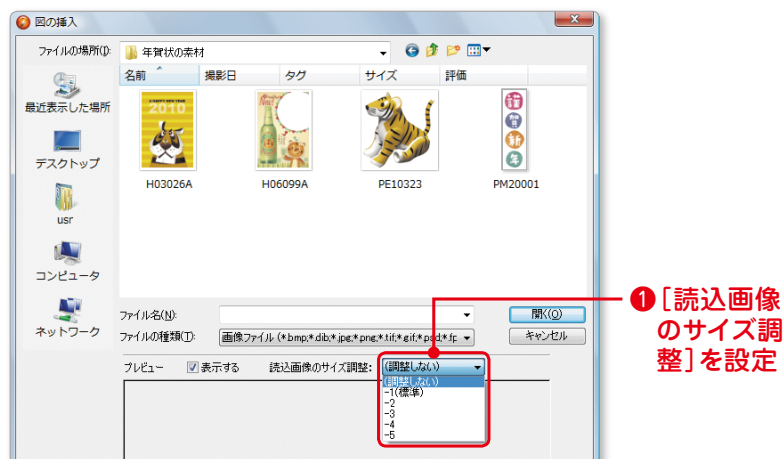 図の挿入
ファイルの場所(I):
年賀状の素材
名前 撮影日 タグ サイズ 評価
最近表示した場所
デスクトップ
usr
コンピュータ
ネットワーク
2010
謹
賀
新
年
H03026A H06099A PE10323 PM20001
ファイル名(N):
開く(O)
ファイルの種類(T):
画像ファイル (*.bmp;*.dib;*.jpg;*.png;*.tif;*.gif;*.psd;*.fp
キャンセル
プレビュー 表示する 読込画像のサイズ調整: (調整しない)
(調整しない)
-1(標準)
-2
-3
-4
-5
❶[読込画像
のサイズ調
整]を設定